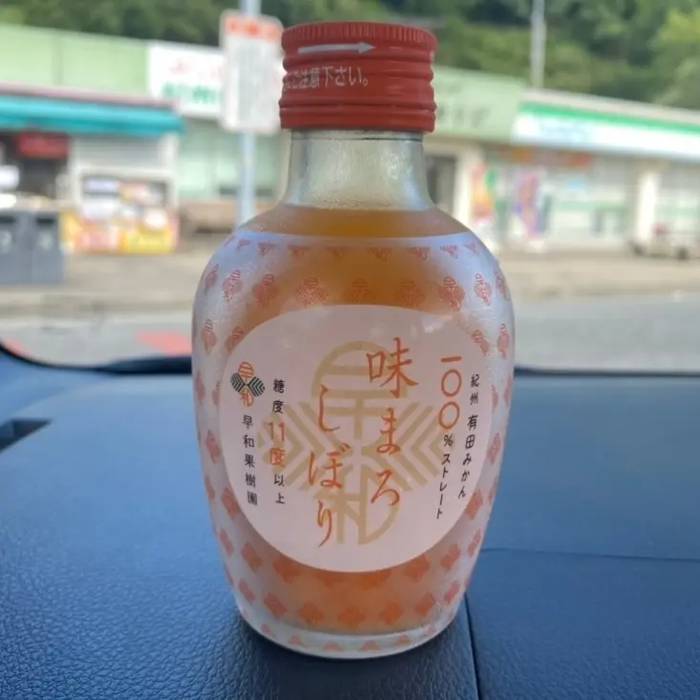 ご注意下さい。
紀州 有田みかん
一〇〇%ストレート
味まろ
しぼり
糖度11度以上
早和果樹園
早和